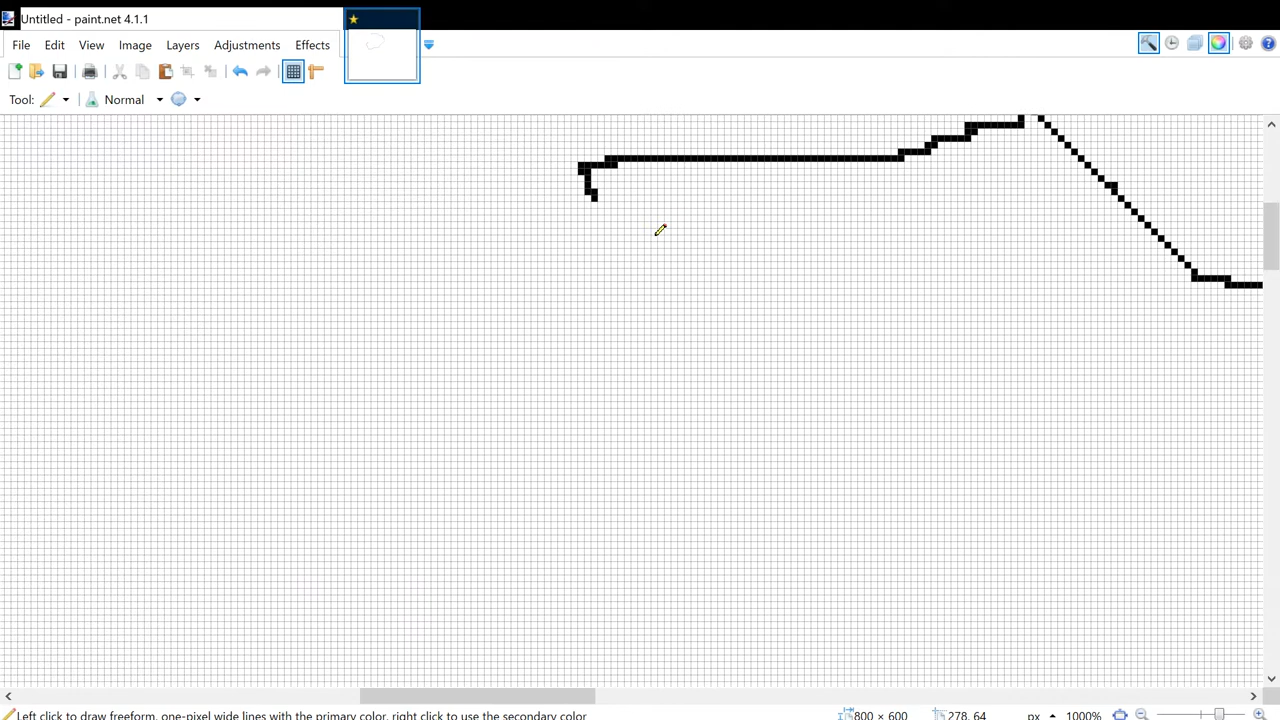 Untitled - paint.net 4.1.1
File Edit View Image Layers Adjustments Effects
Tool: Normal
Left click to draw freeform, one-pixel wide lines with the primary color, right click to use the secondary color 800 × 600 278, 64 px 1000%